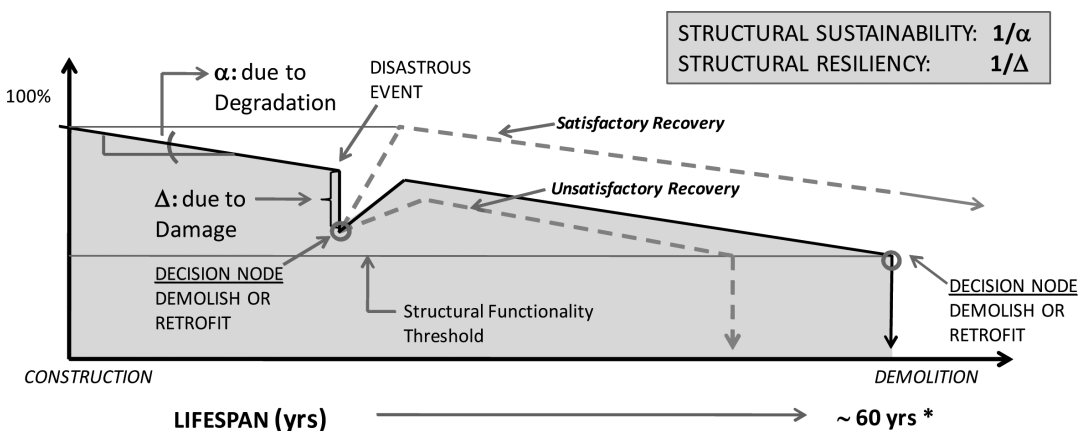 STRUCTURAL SUSTAINABILITY: 1/α
STRUCTURAL RESILIENCY: 1/Δ
α: due to
Degradation
DISASTROUS
EVENT
100%
Satisfactory Recovery
Unsatisfactory Recovery
Δ: due to
Damage
DECISION NODE
DEMOLISH OR
RETROFIT
Structural Functionality
Threshold
DECISION NODE
DEMOLISH OR
RETROFIT
CONSTRUCTION
DEMOLITION
LIFESPAN (yrs)
~ 60 yrs *